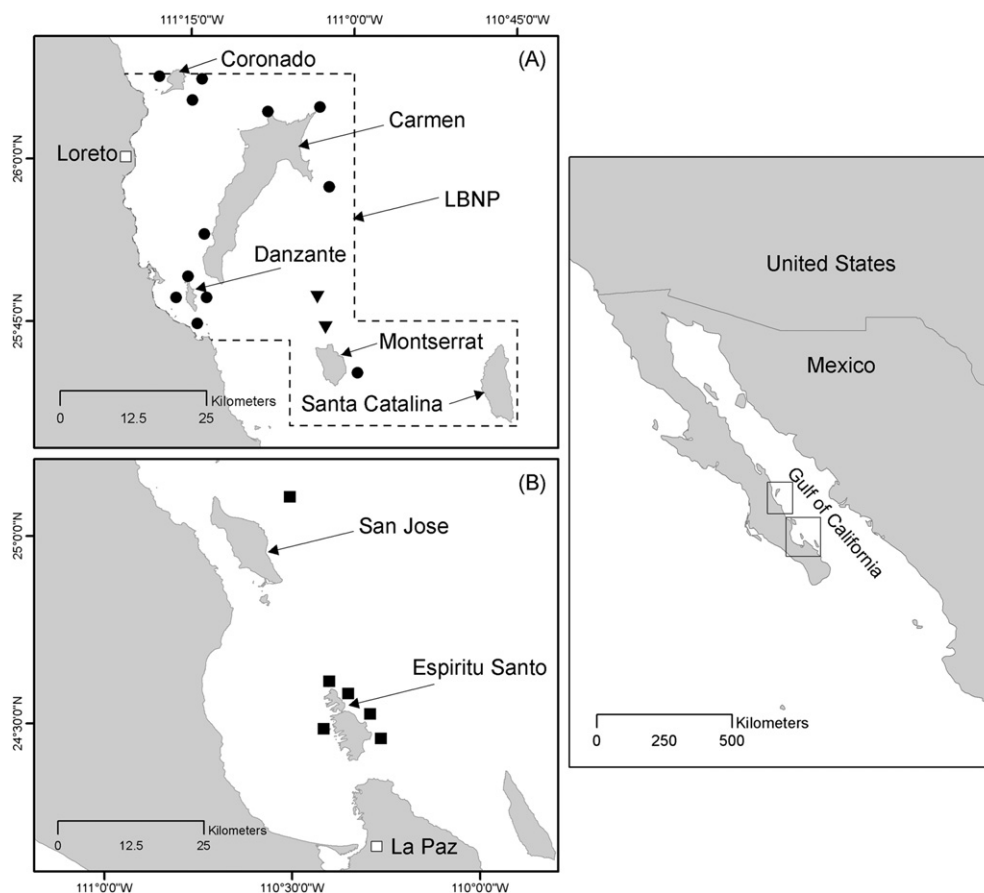 111°15'0"W 111°0'0"W 110°45'0"W
(A)
Coronado
Carmen
Loreto
26°0'0"N
LBNP
Danzante
25°45'0"N
Montserrat
Santa Catalina
Kilometers
0 12.5 25
(B)
San Jose
25°0'0"N
Espiritu Santo
24°30'0"N
Kilometers
0 12.5 25
La Paz
111°0'0"W 110°30'0"W 110°0'0"W
United States
Mexico
Gulf of California
Kilometers
0 250 500